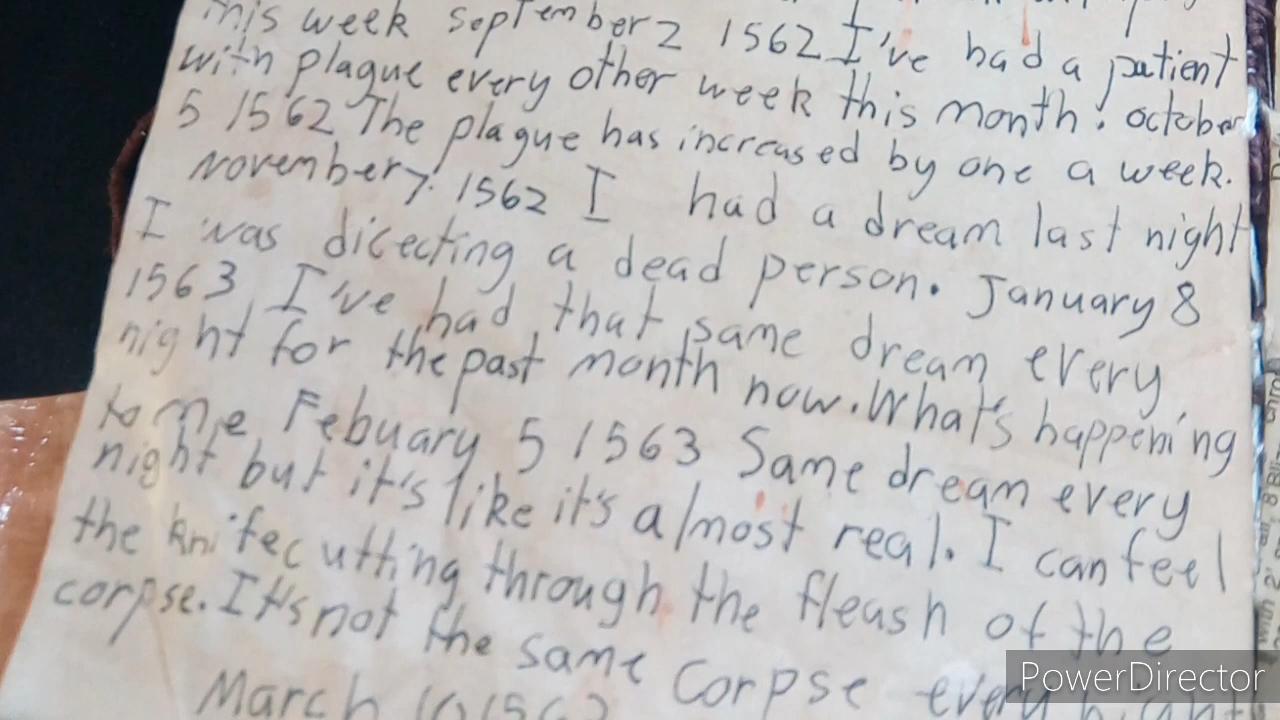 This week september 2 1562 I've had a patient
with plague every other week this month. october
5 1562 The plague has increased by one a week.
November 7 1562 I had a dream last night
I was dicecting a dead person. January 8
1563 I've had that same dream every
night for the past month now. What's happening
to me Febuary 5 1563 Same dream every
night but it's like it's almost real. I can feel
the knife cutting through the fleash of the
corpse. It's not the same corpse every night
March
PowerDirector